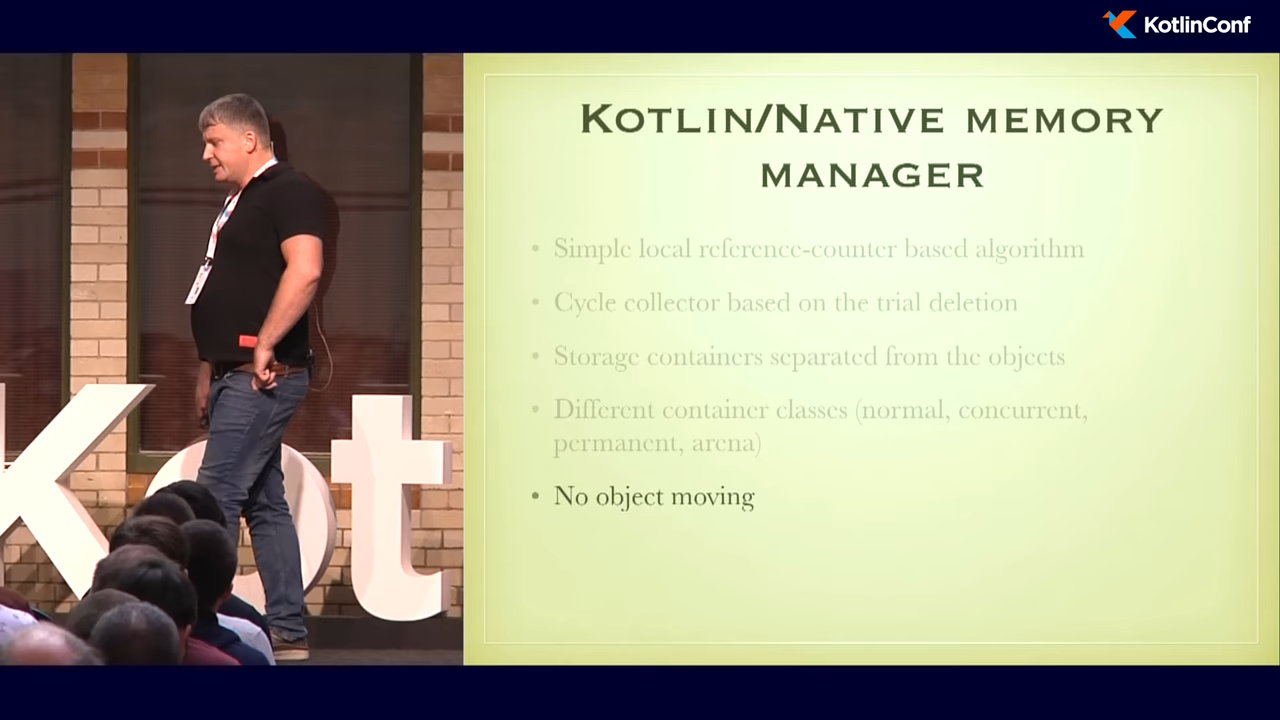 KotlinConf
KOTLIN/NATIVE MEMORY
MANAGER
• Simple local reference-counter based algorithm
• Cycle collector based on the trial deletion
• Storage containers separated from the objects
• Different container classes (normal, concurrent,
permanent, arena)
• No object moving
Kot